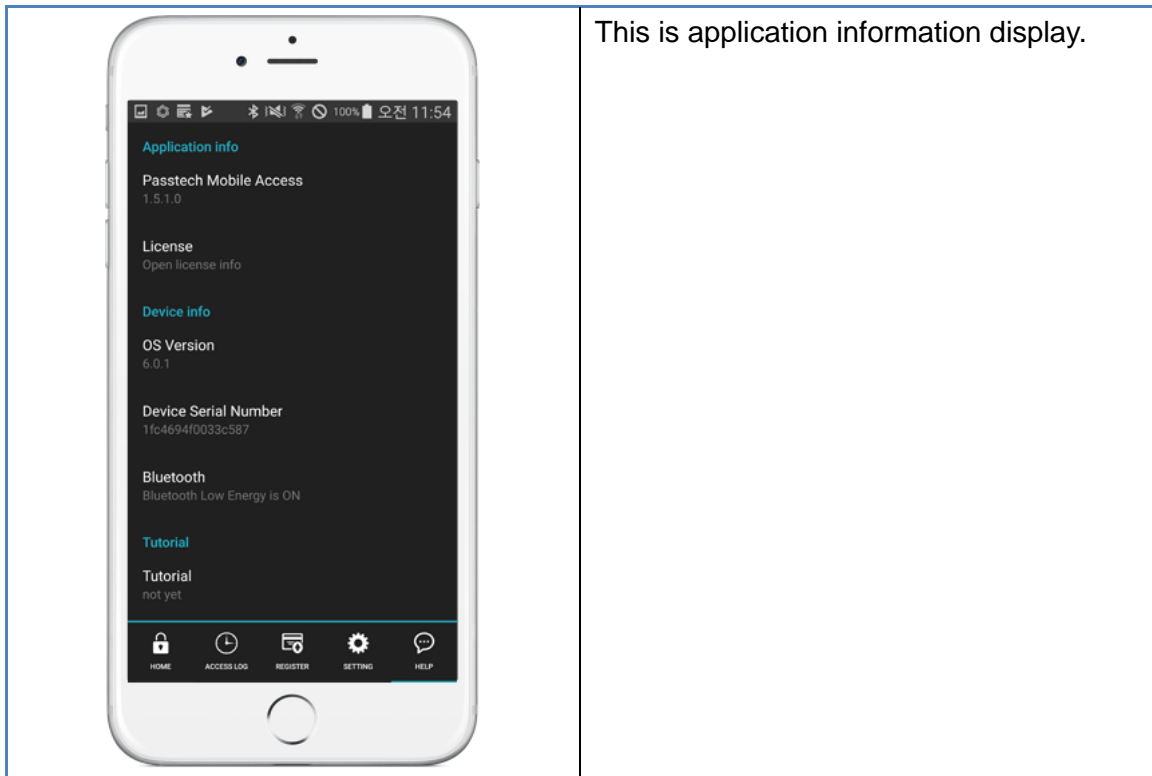 This is application information display.
100% 오전 11:54
Application info
Passtech Mobile Access
1.5.1.0
License
Open license info
Device info
OS Version
6.0.1
Device Serial Number
1fc4694f0033c587
Bluetooth
Bluetooth Low Energy is ON
Tutorial
Tutorial
not yet
HOME ACCESS LOG REGISTER SETTING HELP